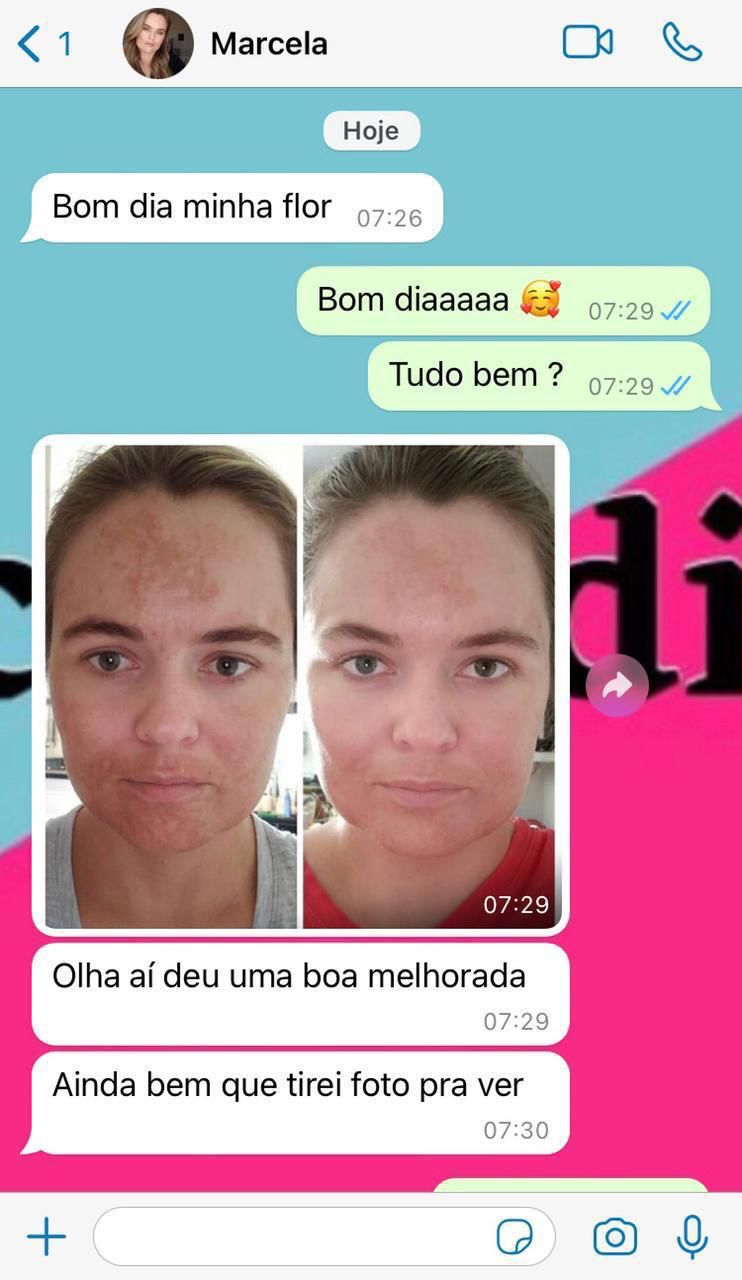 1
Marcela
Hoje
Bom dia minha flor 07:26
Bom diaaaaa 🥰 07:29
Tudo bem ? 07:29
di
07:29
Olha aí deu uma boa melhorada
07:29
Ainda bem que tirei foto pra ver
07:30